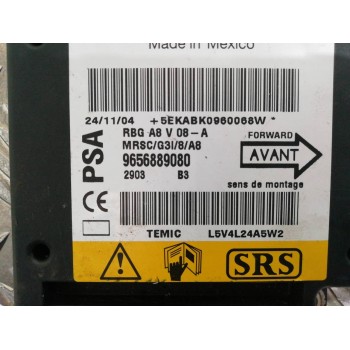 Made in Mexico
24/11/04 +5EKABK0960068W*
PSA
RBG A8 V 08-A
MRSC/G3I/8/A8
9656889080
2903 B3
FORWARD
AVANT
sens de montage
CE
TEMIC L5V4L24A5W2
SRS